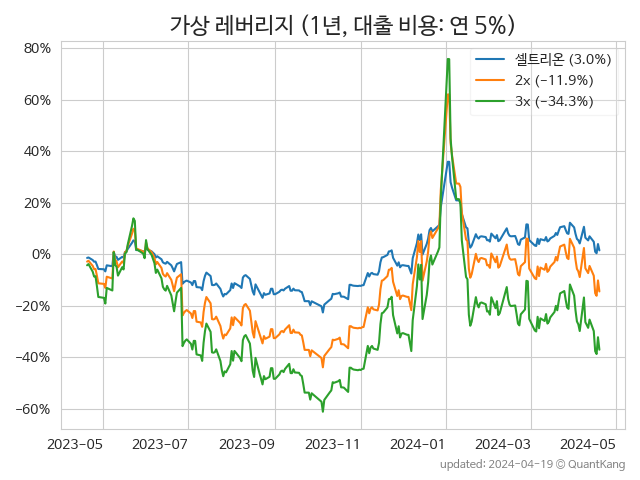 가상 레버리지 (1년, 대출 비용: 연 5%)
80%
60%
40%
20%
0%
−20%
−40%
−60%
셀트리온 (3.0%)
2x (−11.9%)
3x (−34.3%)
2023-05 2023-07 2023-09 2023-11 2024-01 2024-03 2024-05
updated: 2024-04-19 © QuantKang